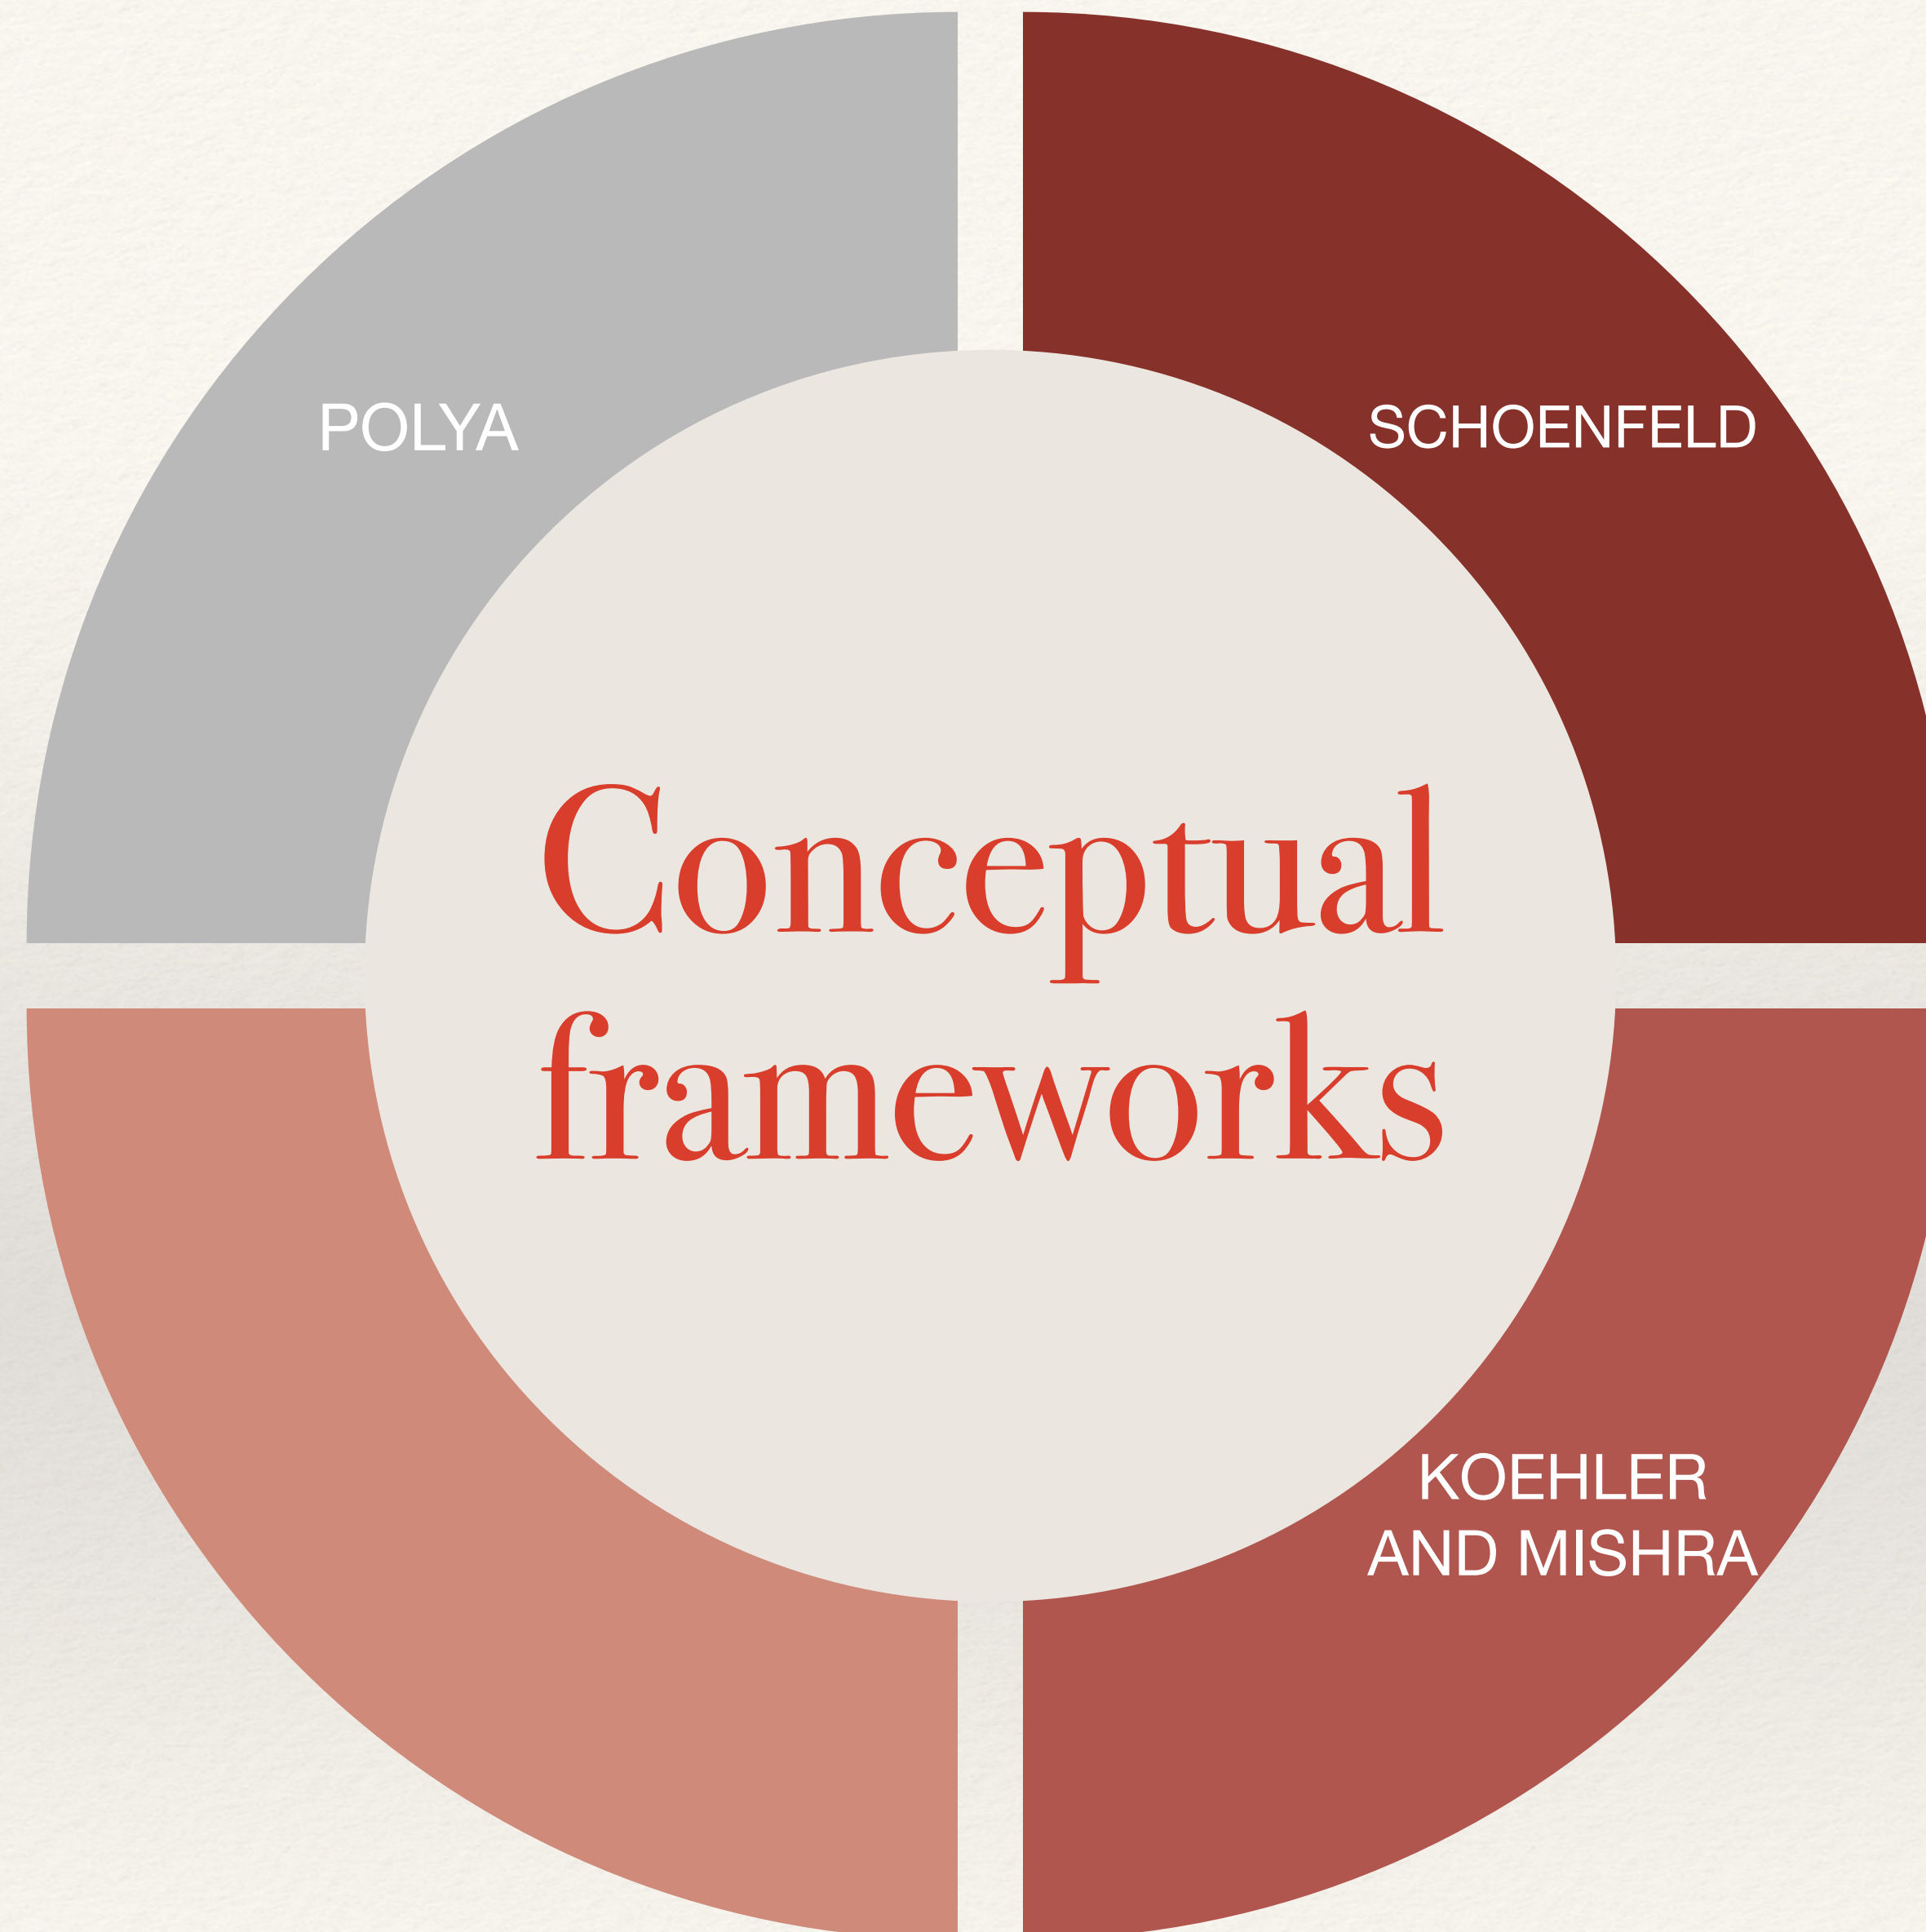 POLYA
SCHOENFELD
Conceptual
frameworks
KOEHLER
AND MISHRA